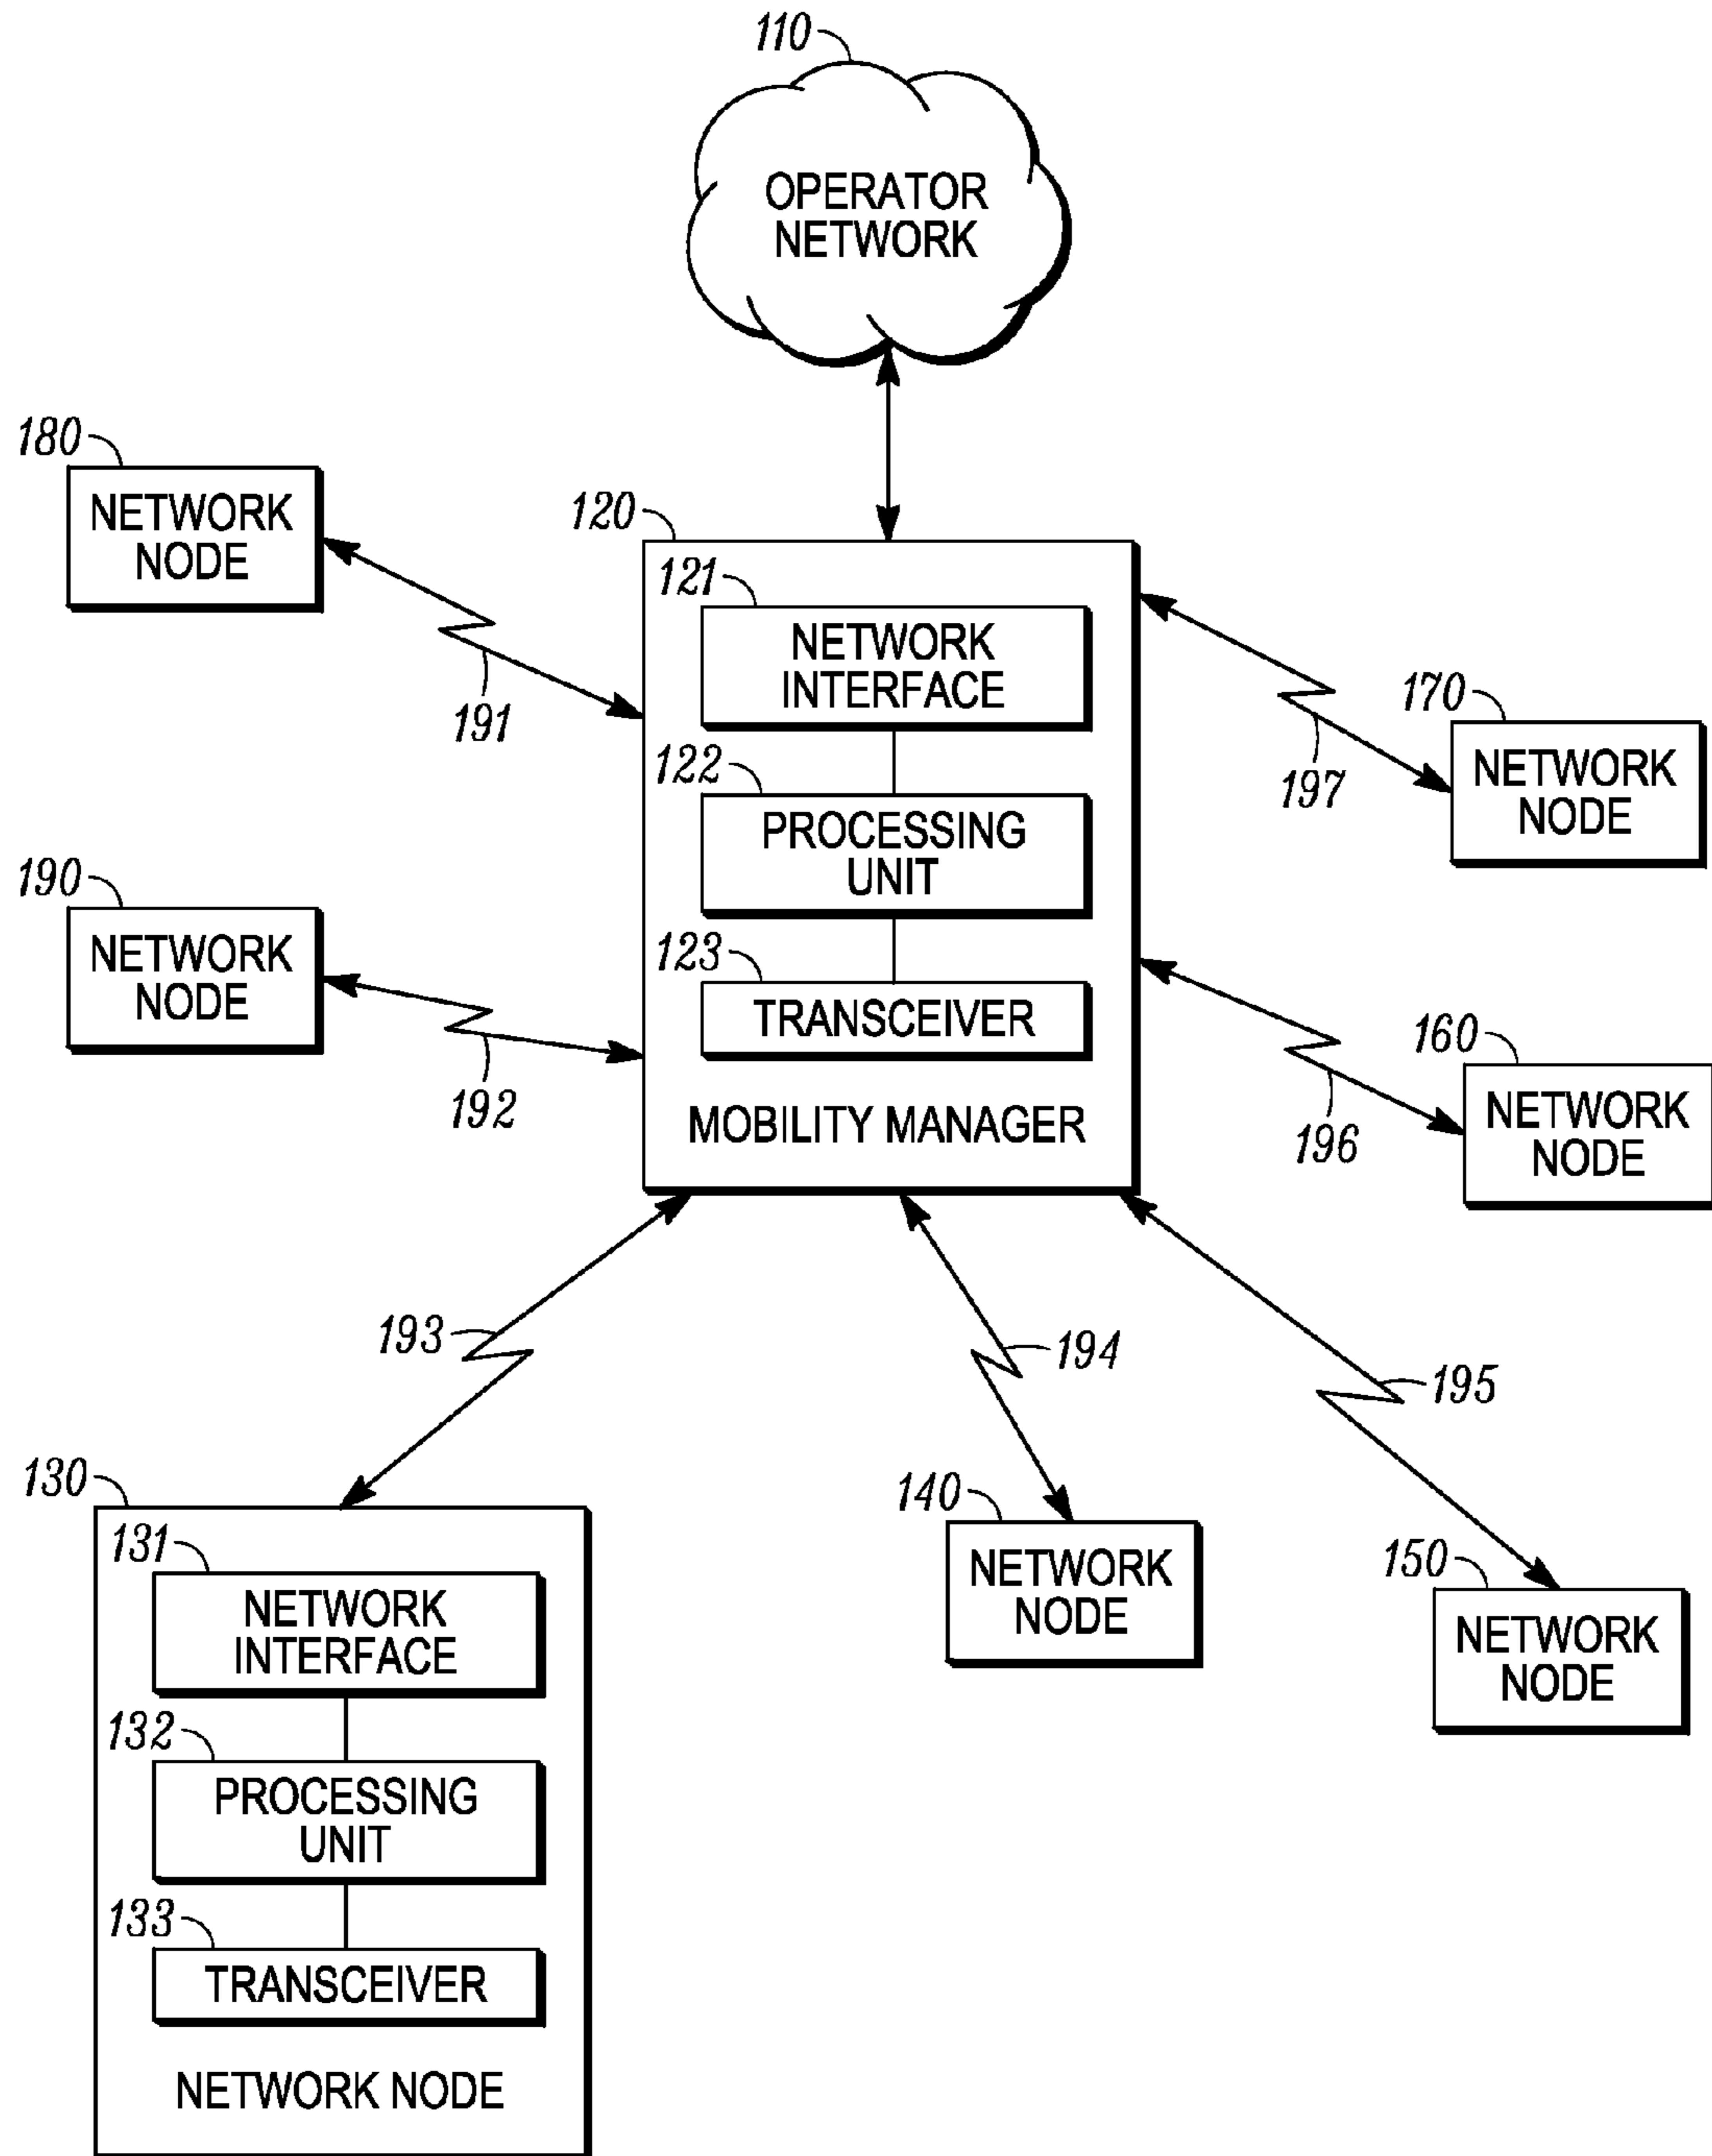 110
OPERATOR
NETWORK
180
NETWORK
NODE
191
120
121
NETWORK
INTERFACE
122
PROCESSING
UNIT
123
TRANSCEIVER
MOBILITY MANAGER
197
170
NETWORK
NODE
190
NETWORK
NODE
192
196
160
NETWORK
NODE
193
194
195
130
131
NETWORK
INTERFACE
132
PROCESSING
UNIT
133
TRANSCEIVER
NETWORK NODE
140
NETWORK
NODE
150
NETWORK
NODE